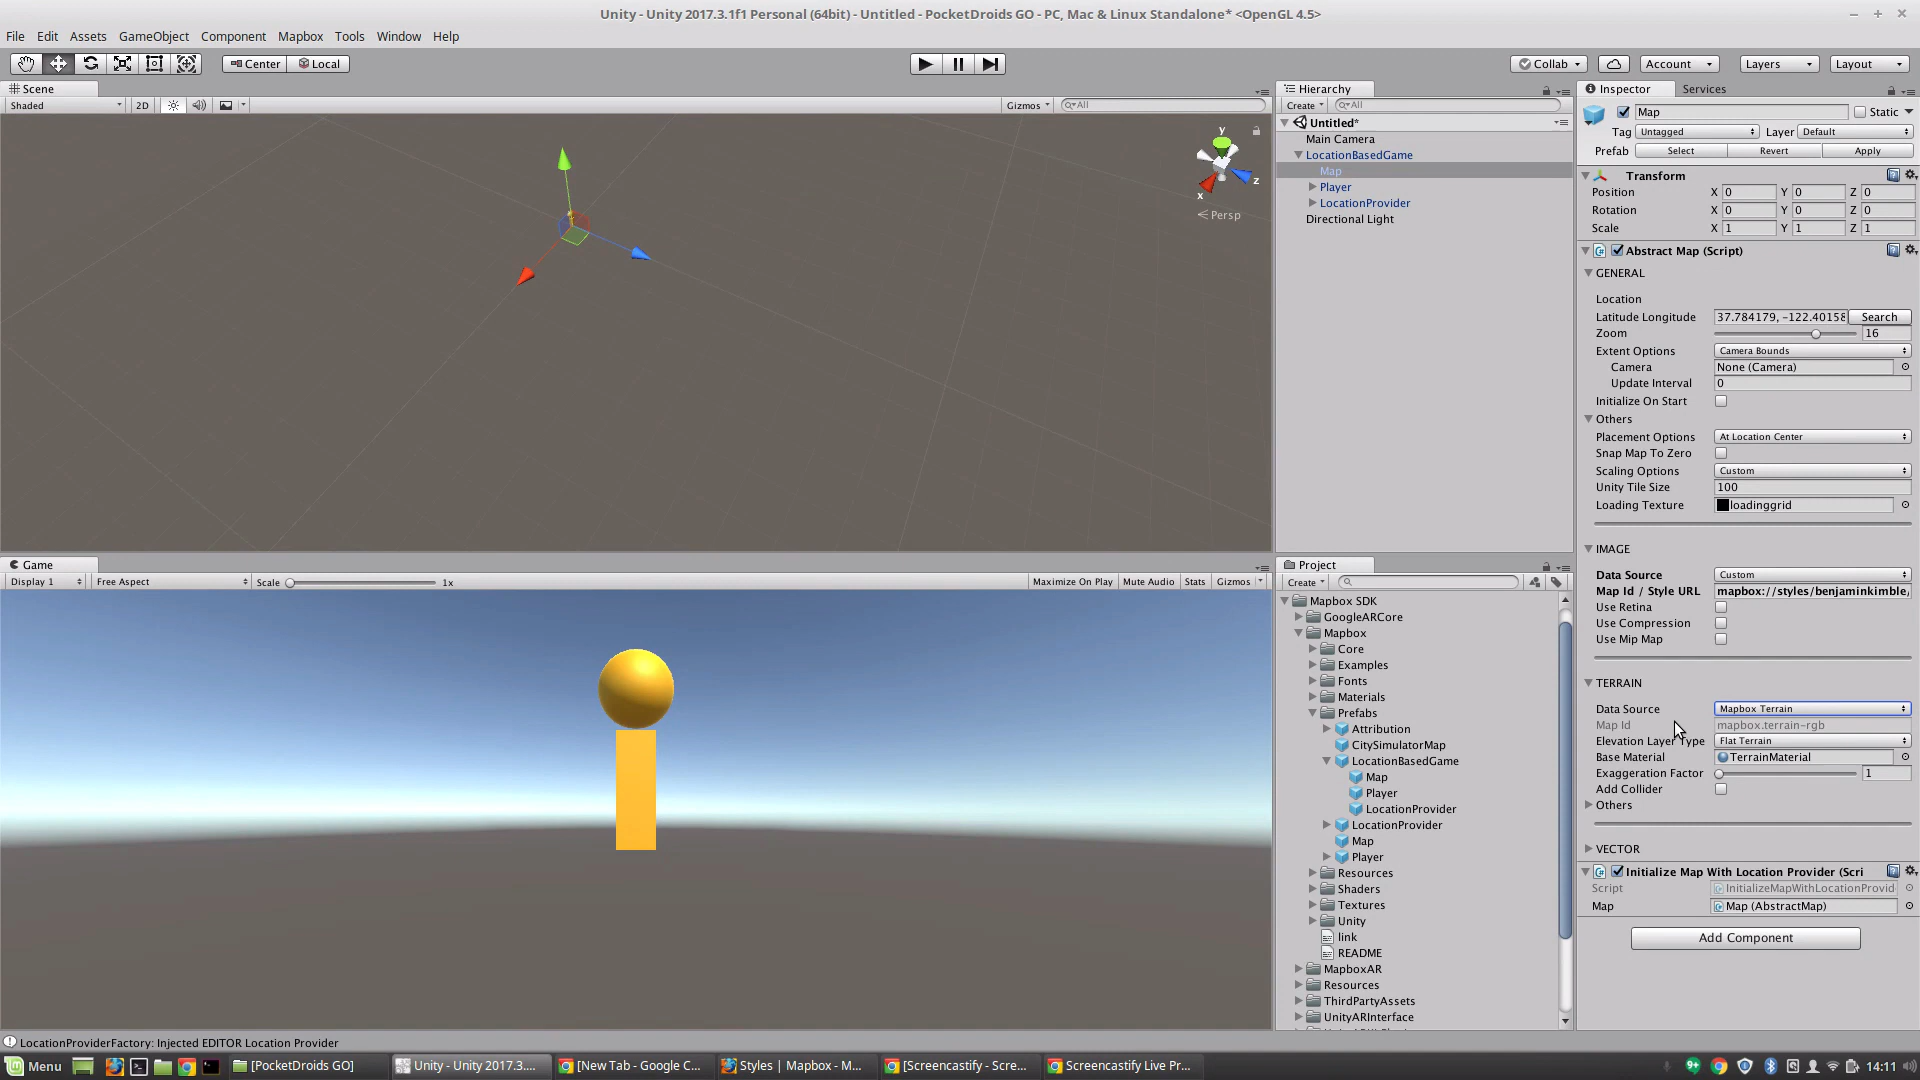 Unity - Unity 2017.3.1f1 Personal (64bit) - Untitled - PocketDroids GO - PC, Mac & Linux Standalone* <OpenGL 4.5>
File Edit Assets GameObject Component Mapbox Tools Window Help
Center Local Collab Account Layers Layout
Scene
Shaded 2D Gizmos All
y
x
z
Persp
Game
Display 1 Free Aspect Scale 1x Maximize On Play Mute Audio Stats Gizmos
Hierarchy
Create All
Untitled*
Main Camera
LocationBasedGame
Map
Player
LocationProvider
Directional Light
Project
Create
Mapbox SDK
GoogleARCore
Mapbox
Core
Examples
Fonts
Materials
Prefabs
Attribution
CitySimulatorMap
LocationBasedGame
Map
Player
LocationProvider
LocationProvider
Map
Player
Resources
Shaders
Textures
Unity
link
README
MapboxAR
Resources
ThirdPartyAssets
UnityARInterface
Inspector Services
Map Static
Tag Untagged Layer Default
Prefab Select Revert Apply
Transform
Position X 0 Y 0 Z 0
Rotation X 0 Y 0 Z 0
Scale X 1 Y 1 Z 1
Abstract Map (Script)
GENERAL
Location
Latitude Longitude 37.784179, -122.40158 Search
Zoom 16
Extent Options Camera Bounds
Camera None (Camera)
Update Interval 0
Initialize On Start
Others
Placement Options At Location Center
Snap Map To Zero
Scaling Options Custom
Unity Tile Size 100
Loading Texture loadinggrid
IMAGE
Data Source Custom
Map Id / Style URL mapbox://styles/benjaminkimble/
Use Retina
Use Compression
Use Mip Map
TERRAIN
Data Source Mapbox Terrain
Map Id mapbox.terrain-rgb
Elevation Layer Type Flat Terrain
Base Material TerrainMaterial
Exaggeration Factor 1
Add Collider
Others
VECTOR
Initialize Map With Location Provider (Scri
Script InitializeMapWithLocationProvid
Map Map (AbstractMap)
Add Component
LocationProviderFactory: Injected EDITOR Location Provider
Menu [PocketDroids GO] Unity - Unity 2017.3.... [New Tab - Google C... Styles | Mapbox - M... [Screencastify - Scre... Screencastify Live Pr... 14:11